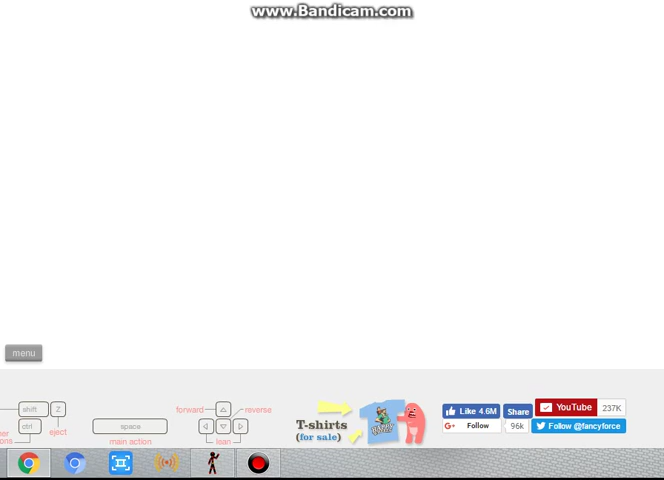 www.Bandicam.com
menu
shift
Z
ctrl
eject
space
main action
forward
reverse
lean
T-shirts
(for sale)
Like 4.6M
Share
YouTube
237K
Follow
96k
Follow @fancyforce